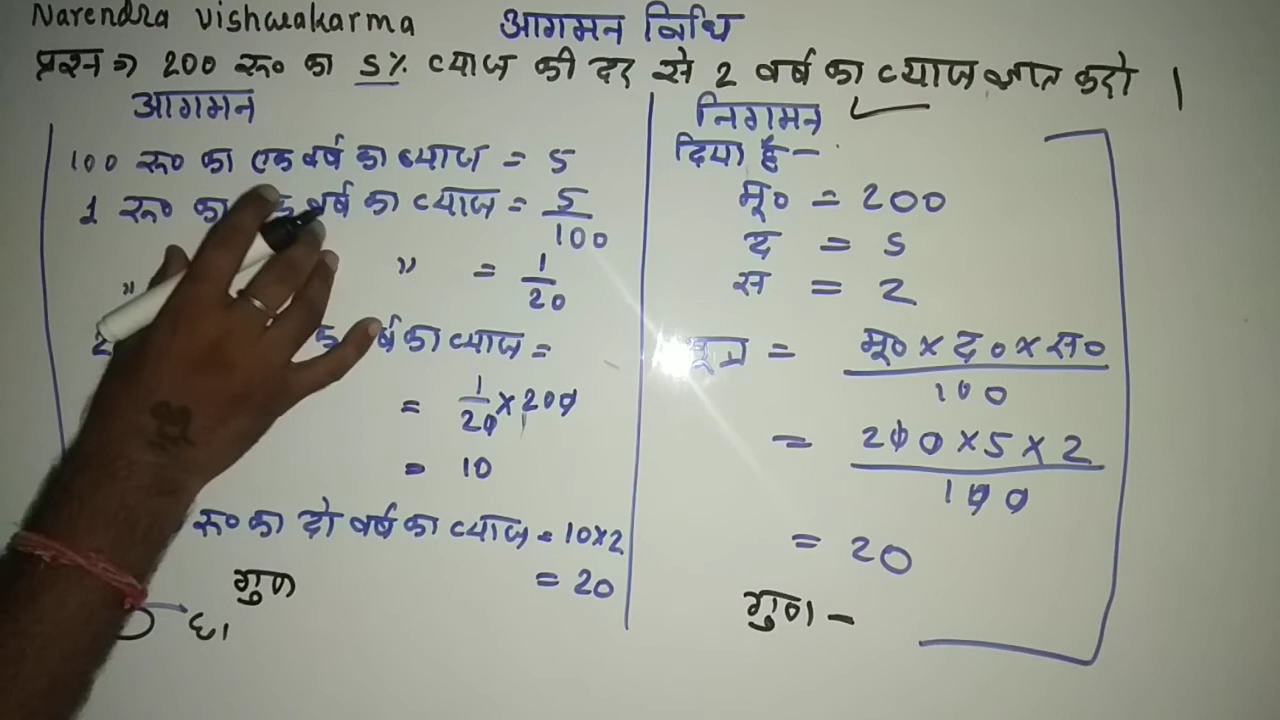 Narendra Vishwakarma आगमन विधि
प्रश्न → 200 रू० का 5% ब्याज की दर से 2 वर्ष का ब्याज ज्ञात करो ।
आगमन
100 रू० का एक वर्ष का ब्याज = 5
1 रू० का वर्ष का ब्याज = 5/100
" " = 1/20
का ब्याज =
= 1/20 × 200
= 10
रू० का दो वर्ष का ब्याज = 10×2
= 20
गुण
निगमन
दिया है -
मू० = 200
द = 5
स = 2
सूत्र = मू० × द० × स० / 100
= 200 × 5 × 2 / 100
= 20
गुण -